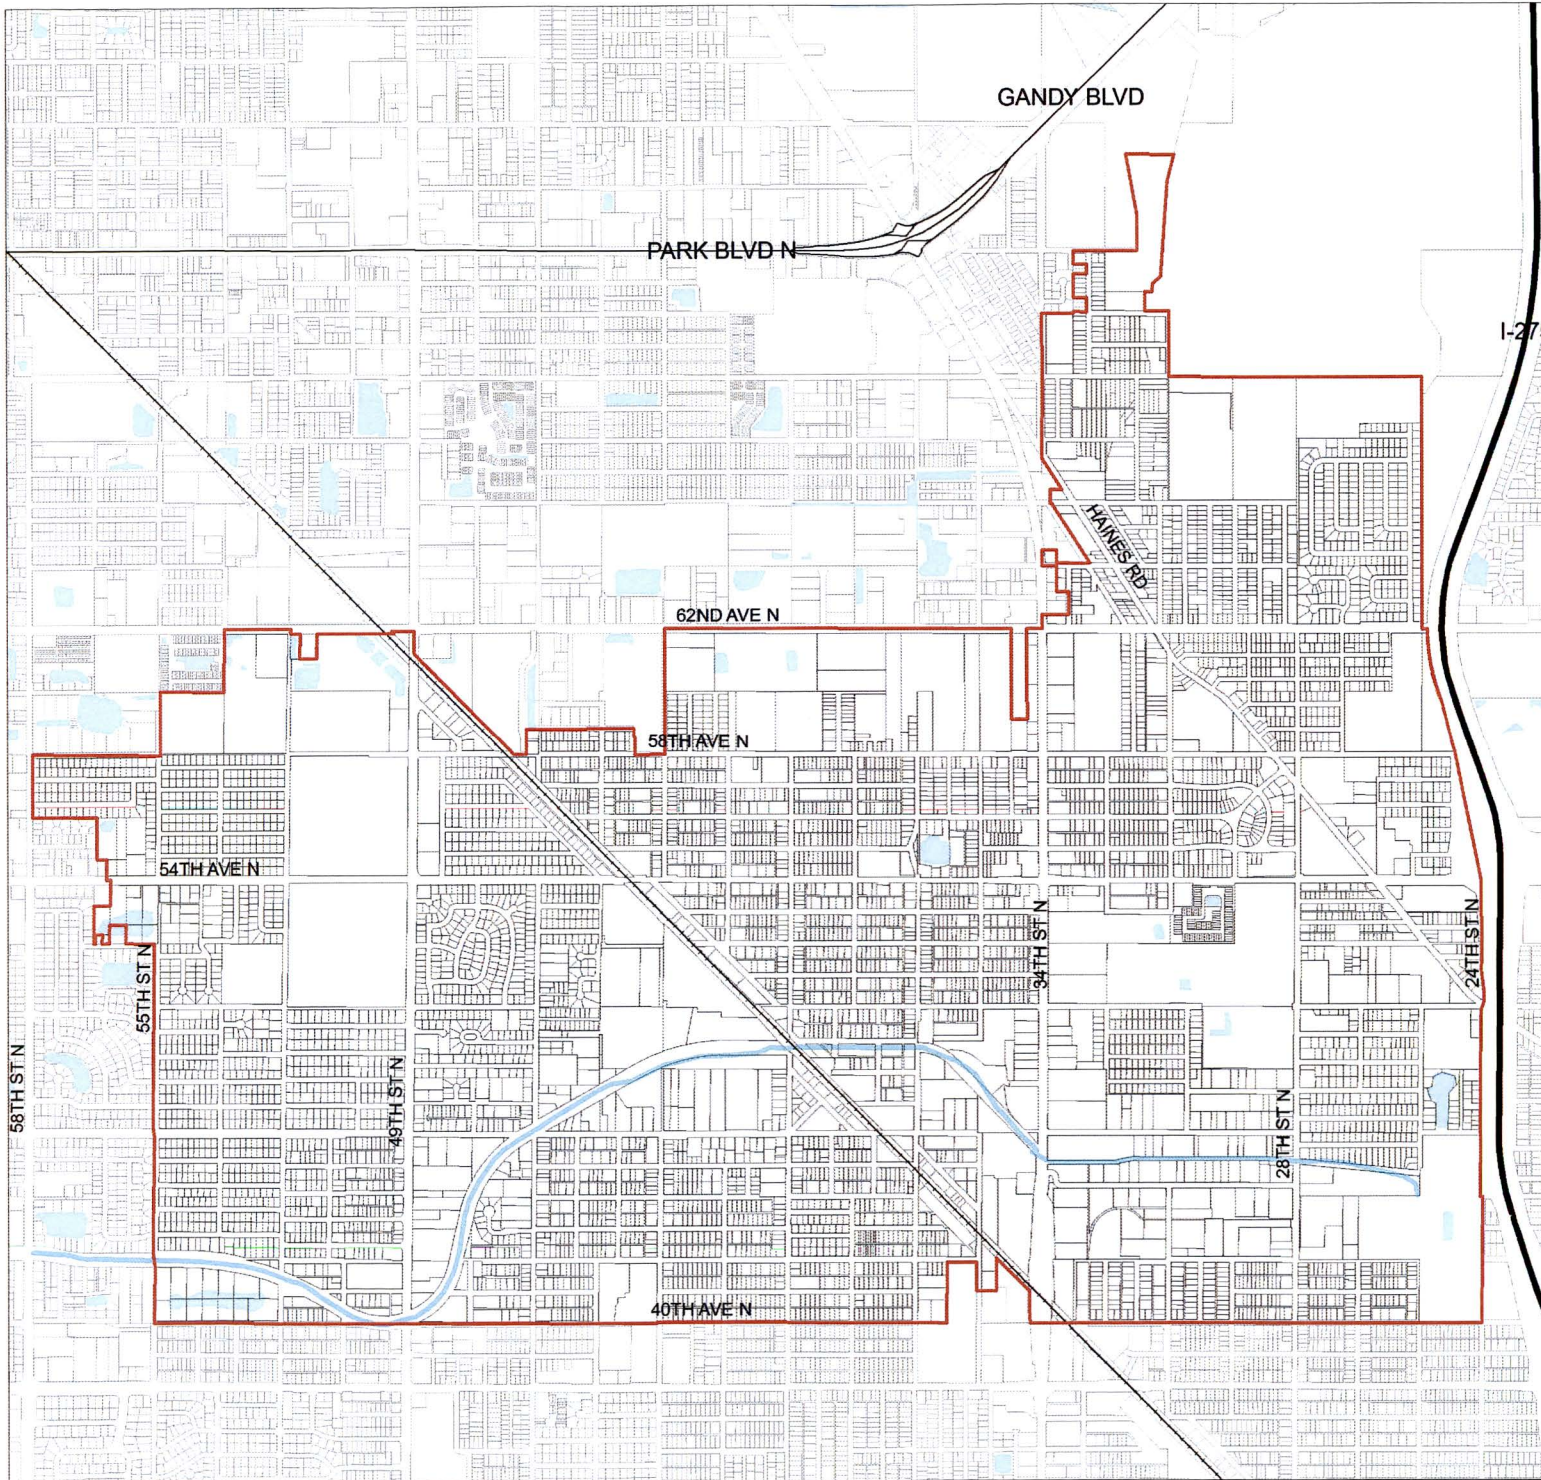 GANDY BLVD
PARK BLVD N
I-27
HAINES RD
62ND AVE N
58TH AVE N
54TH AVE N
34TH ST N
24TH ST N
55TH ST N
58TH ST N
49TH ST N
28TH ST N
40TH AVE N